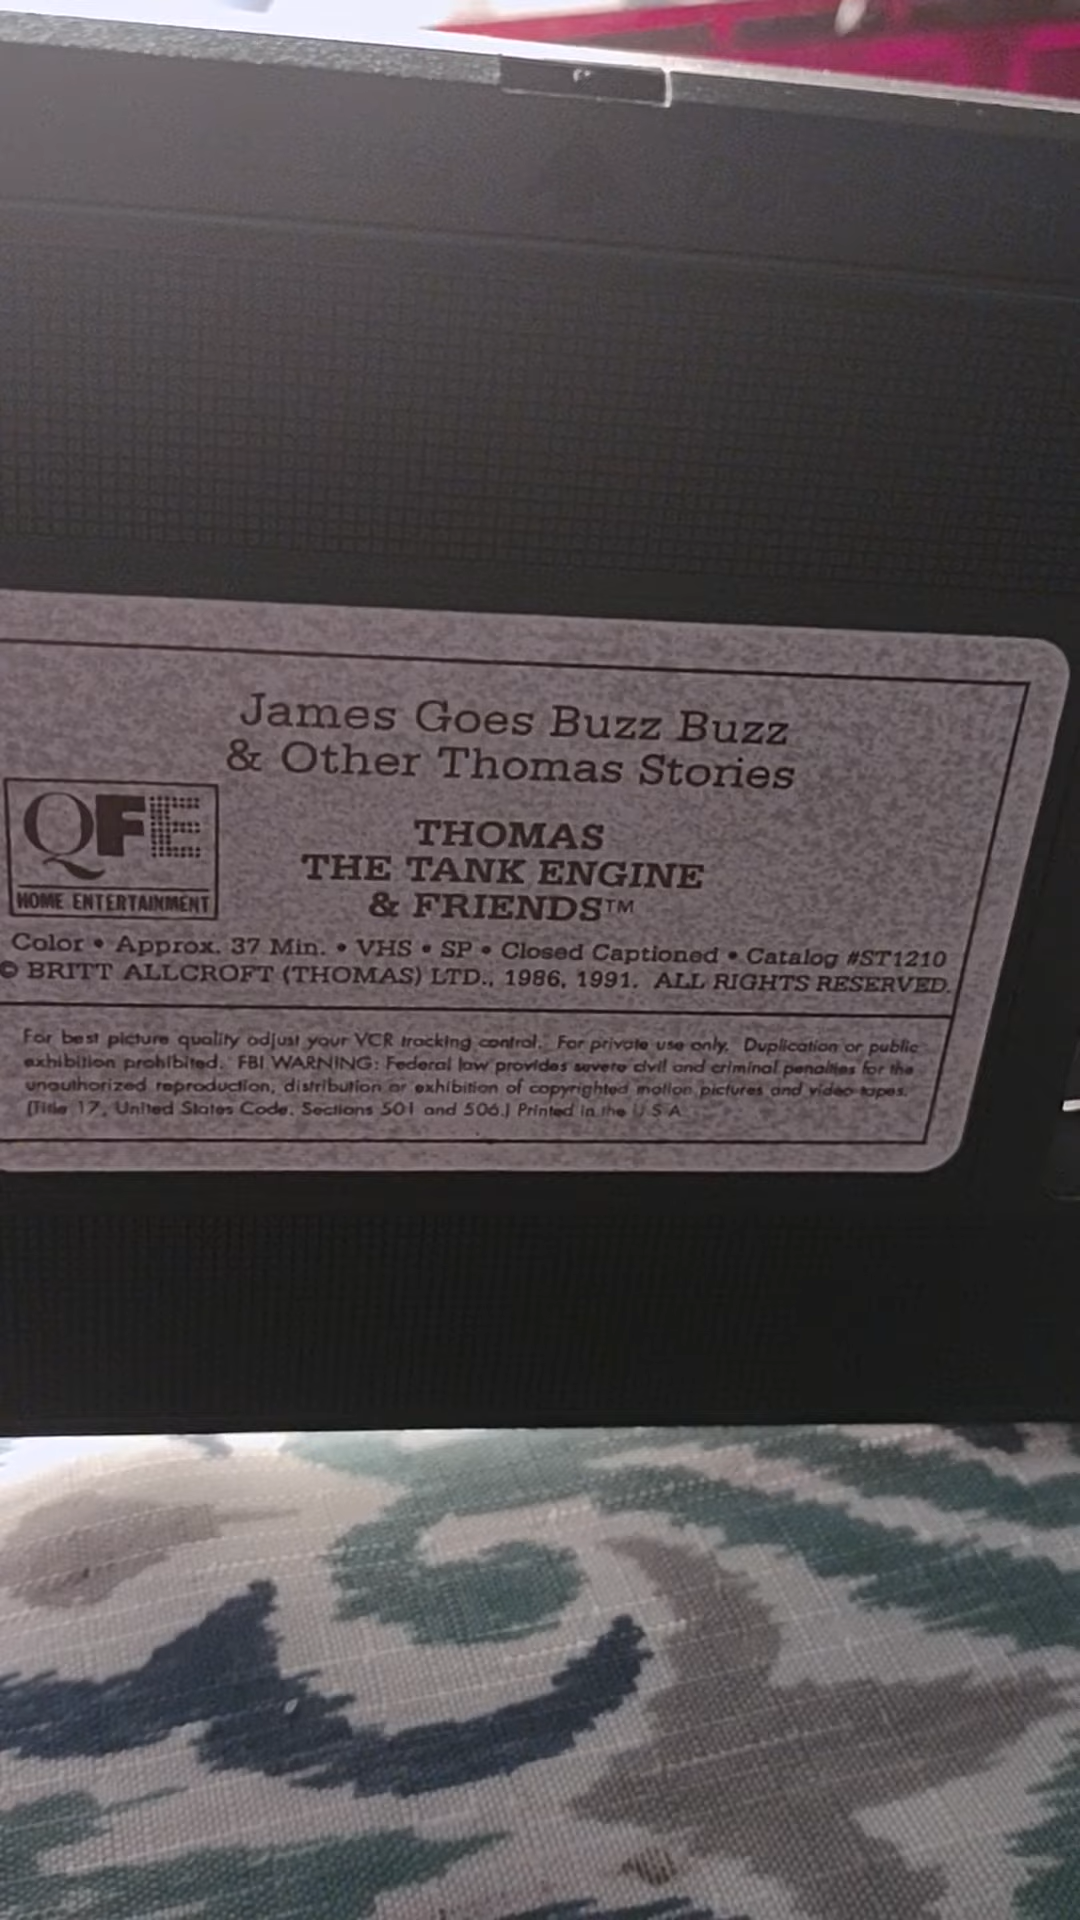 James Goes Buzz Buzz
& Other Thomas Stories
QFE
HOME ENTERTAINMENT
THOMAS
THE TANK ENGINE
& FRIENDS™
Color • Approx. 37 Min. • VHS • SP • Closed Captioned • Catalog #ST1210
© BRITT ALLCROFT (THOMAS) LTD., 1986, 1991. ALL RIGHTS RESERVED.
For best picture quality adjust your VCR tracking control. For private use only. Duplication or public
exhibition prohibited. FBI WARNING: Federal law provides severe civil and criminal penalties for the
unauthorized reproduction, distribution or exhibition of copyrighted motion pictures and video tapes.
(Title 17, United States Code, Sections 501 and 506.) Printed in the U.S.A.